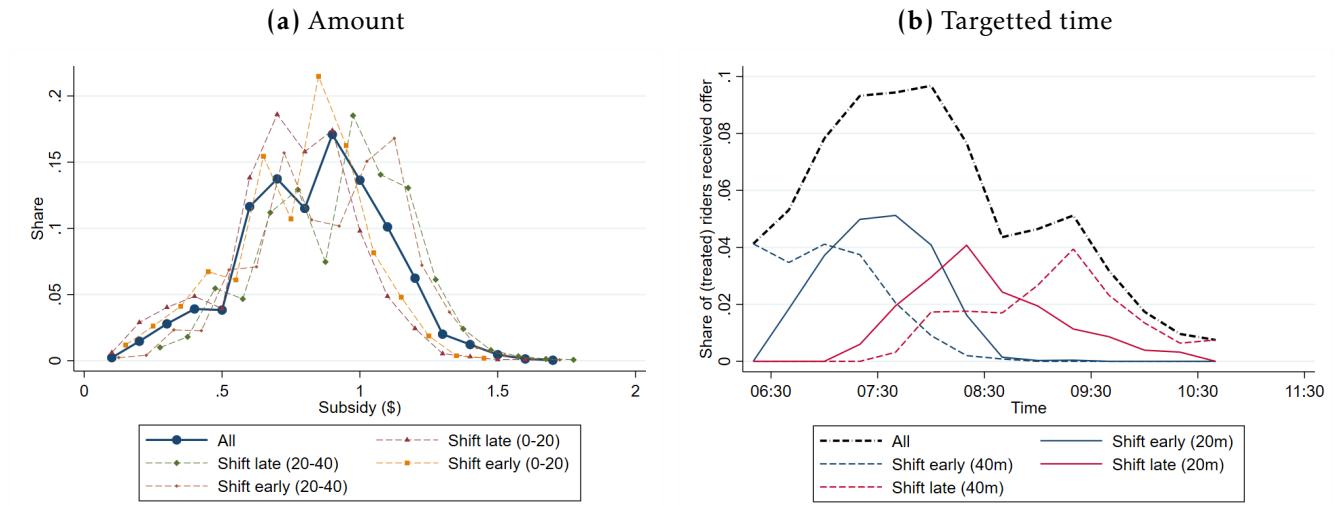 (a) Amount
Share
0
.05
.1
.15
.2
0
.5
1
1.5
2
Subsidy ($)
All
Shift late (0-20)
Shift late (20-40)
Shift early (0-20)
Shift early (20-40)
(b) Targetted time
Share of (treated) riders received offer
0
.02
.04
.06
.08
.1
06:30
07:30
08:30
09:30
10:30
11:30
Time
All
Shift early (20m)
Shift early (40m)
Shift late (20m)
Shift late (40m)